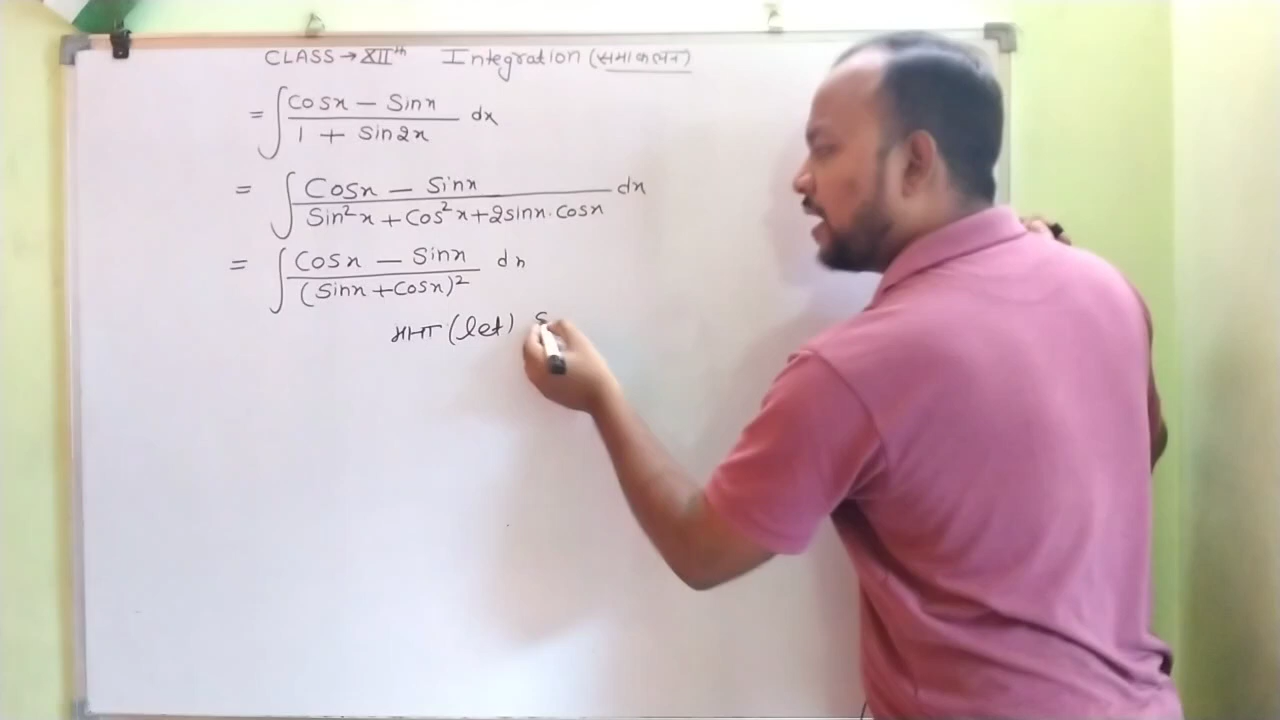 CLASS → XIIth Integration (समाकलन)
= ∫ Cosx − Sinx / 1 + Sin2x dx
= ∫ Cosx − Sinx / Sin²x + Cos²x + 2sinx·Cosx dx
= ∫ Cosx − Sinx / (Sinx + Cosx)² dx
माना (let) S